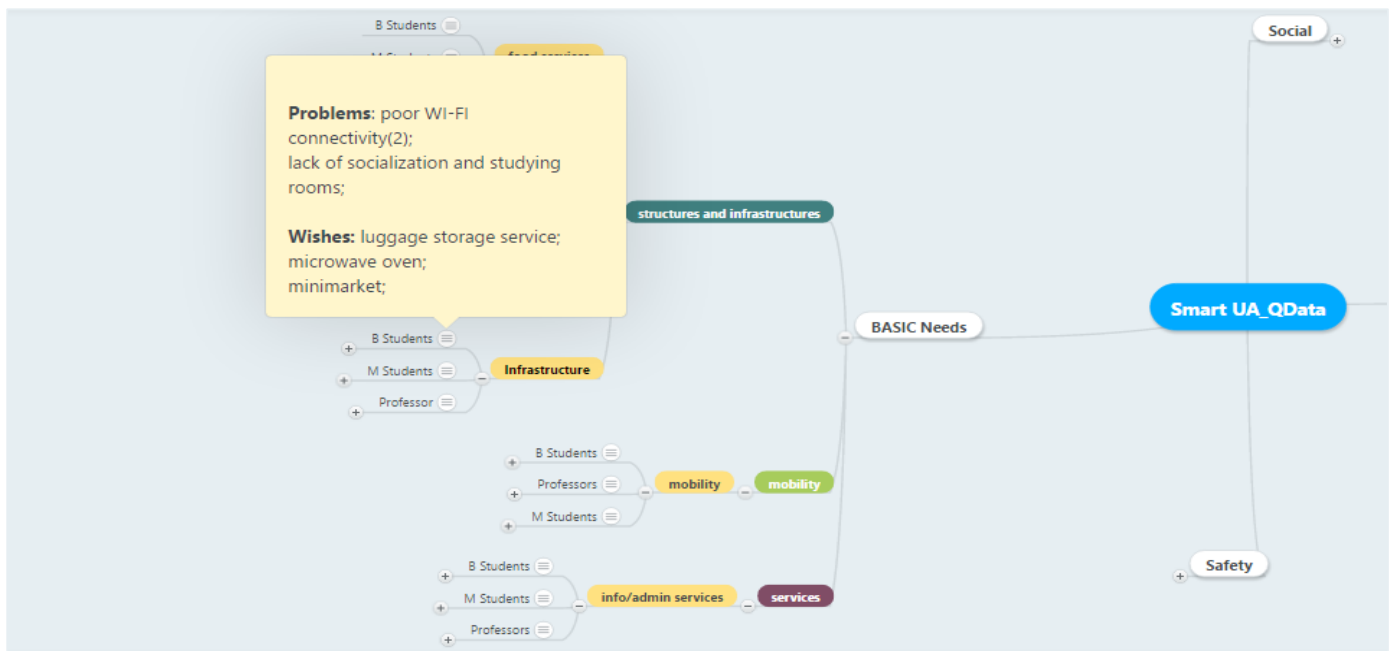 B Students
Social
Problems: poor WI-FI
connectivity(2);
lack of socialization and studying
rooms;
Wishes: luggage storage service;
microwave oven;
minimarket;
structures and infrastructures
Smart UA_QData
BASIC Needs
B Students
M Students
Infrastructure
Professor
B Students
Professors
mobility
mobility
M Students
Safety
B Students
M Students
info/admin services
services
Professors